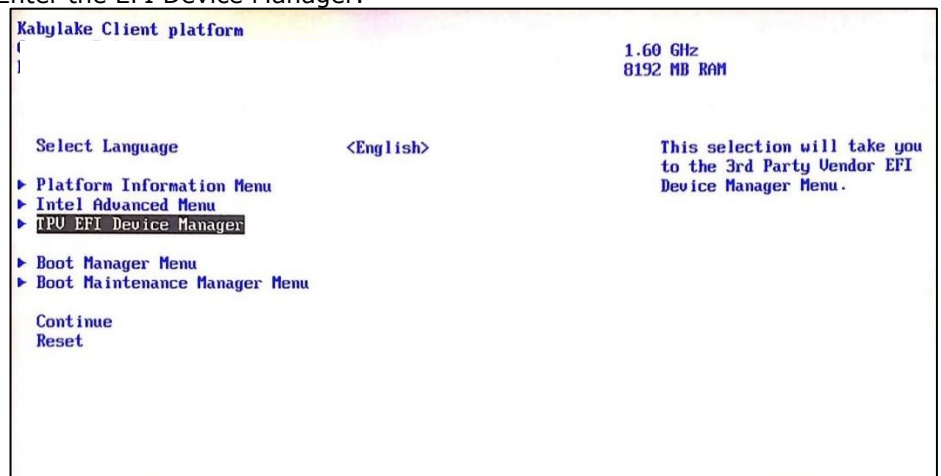 Enter the EFI Device Manager.
Kabylake Client platform
1.60 GHz
8192 MB RAM
Select Language <English>
This selection will take you
to the 3rd Party Vendor EFI
Device Manager Menu.
Platform Information Menu
Intel Advanced Menu
TPV EFI Device Manager
Boot Manager Menu
Boot Maintenance Manager Menu
Continue
Reset